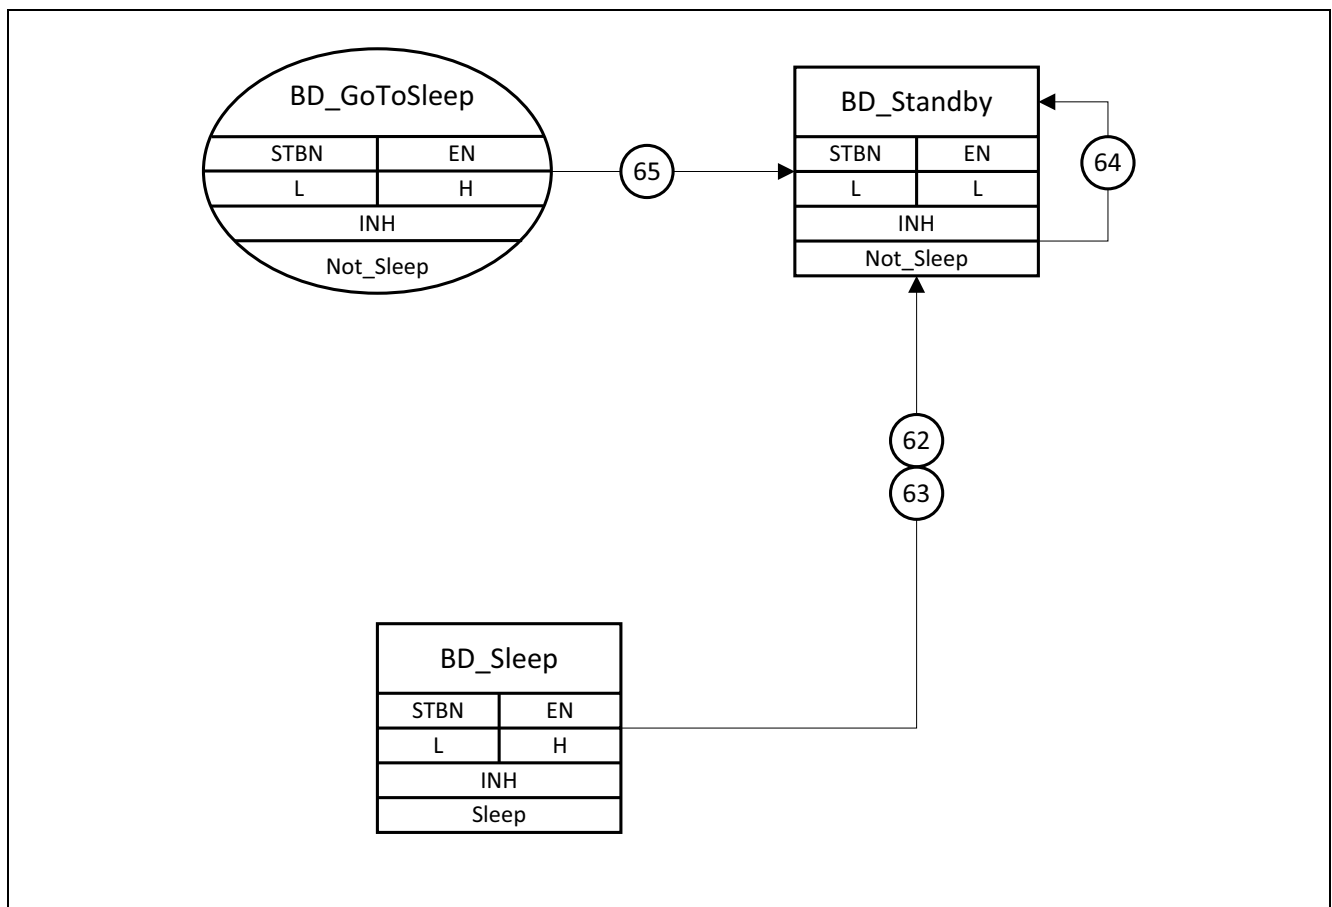 BD_GoToSleep
STBN EN
L H
INH
Not_Sleep
65
BD_Standby
STBN EN
L L
INH
Not_Sleep
64
62
63
BD_Sleep
STBN EN
L H
INH
Sleep